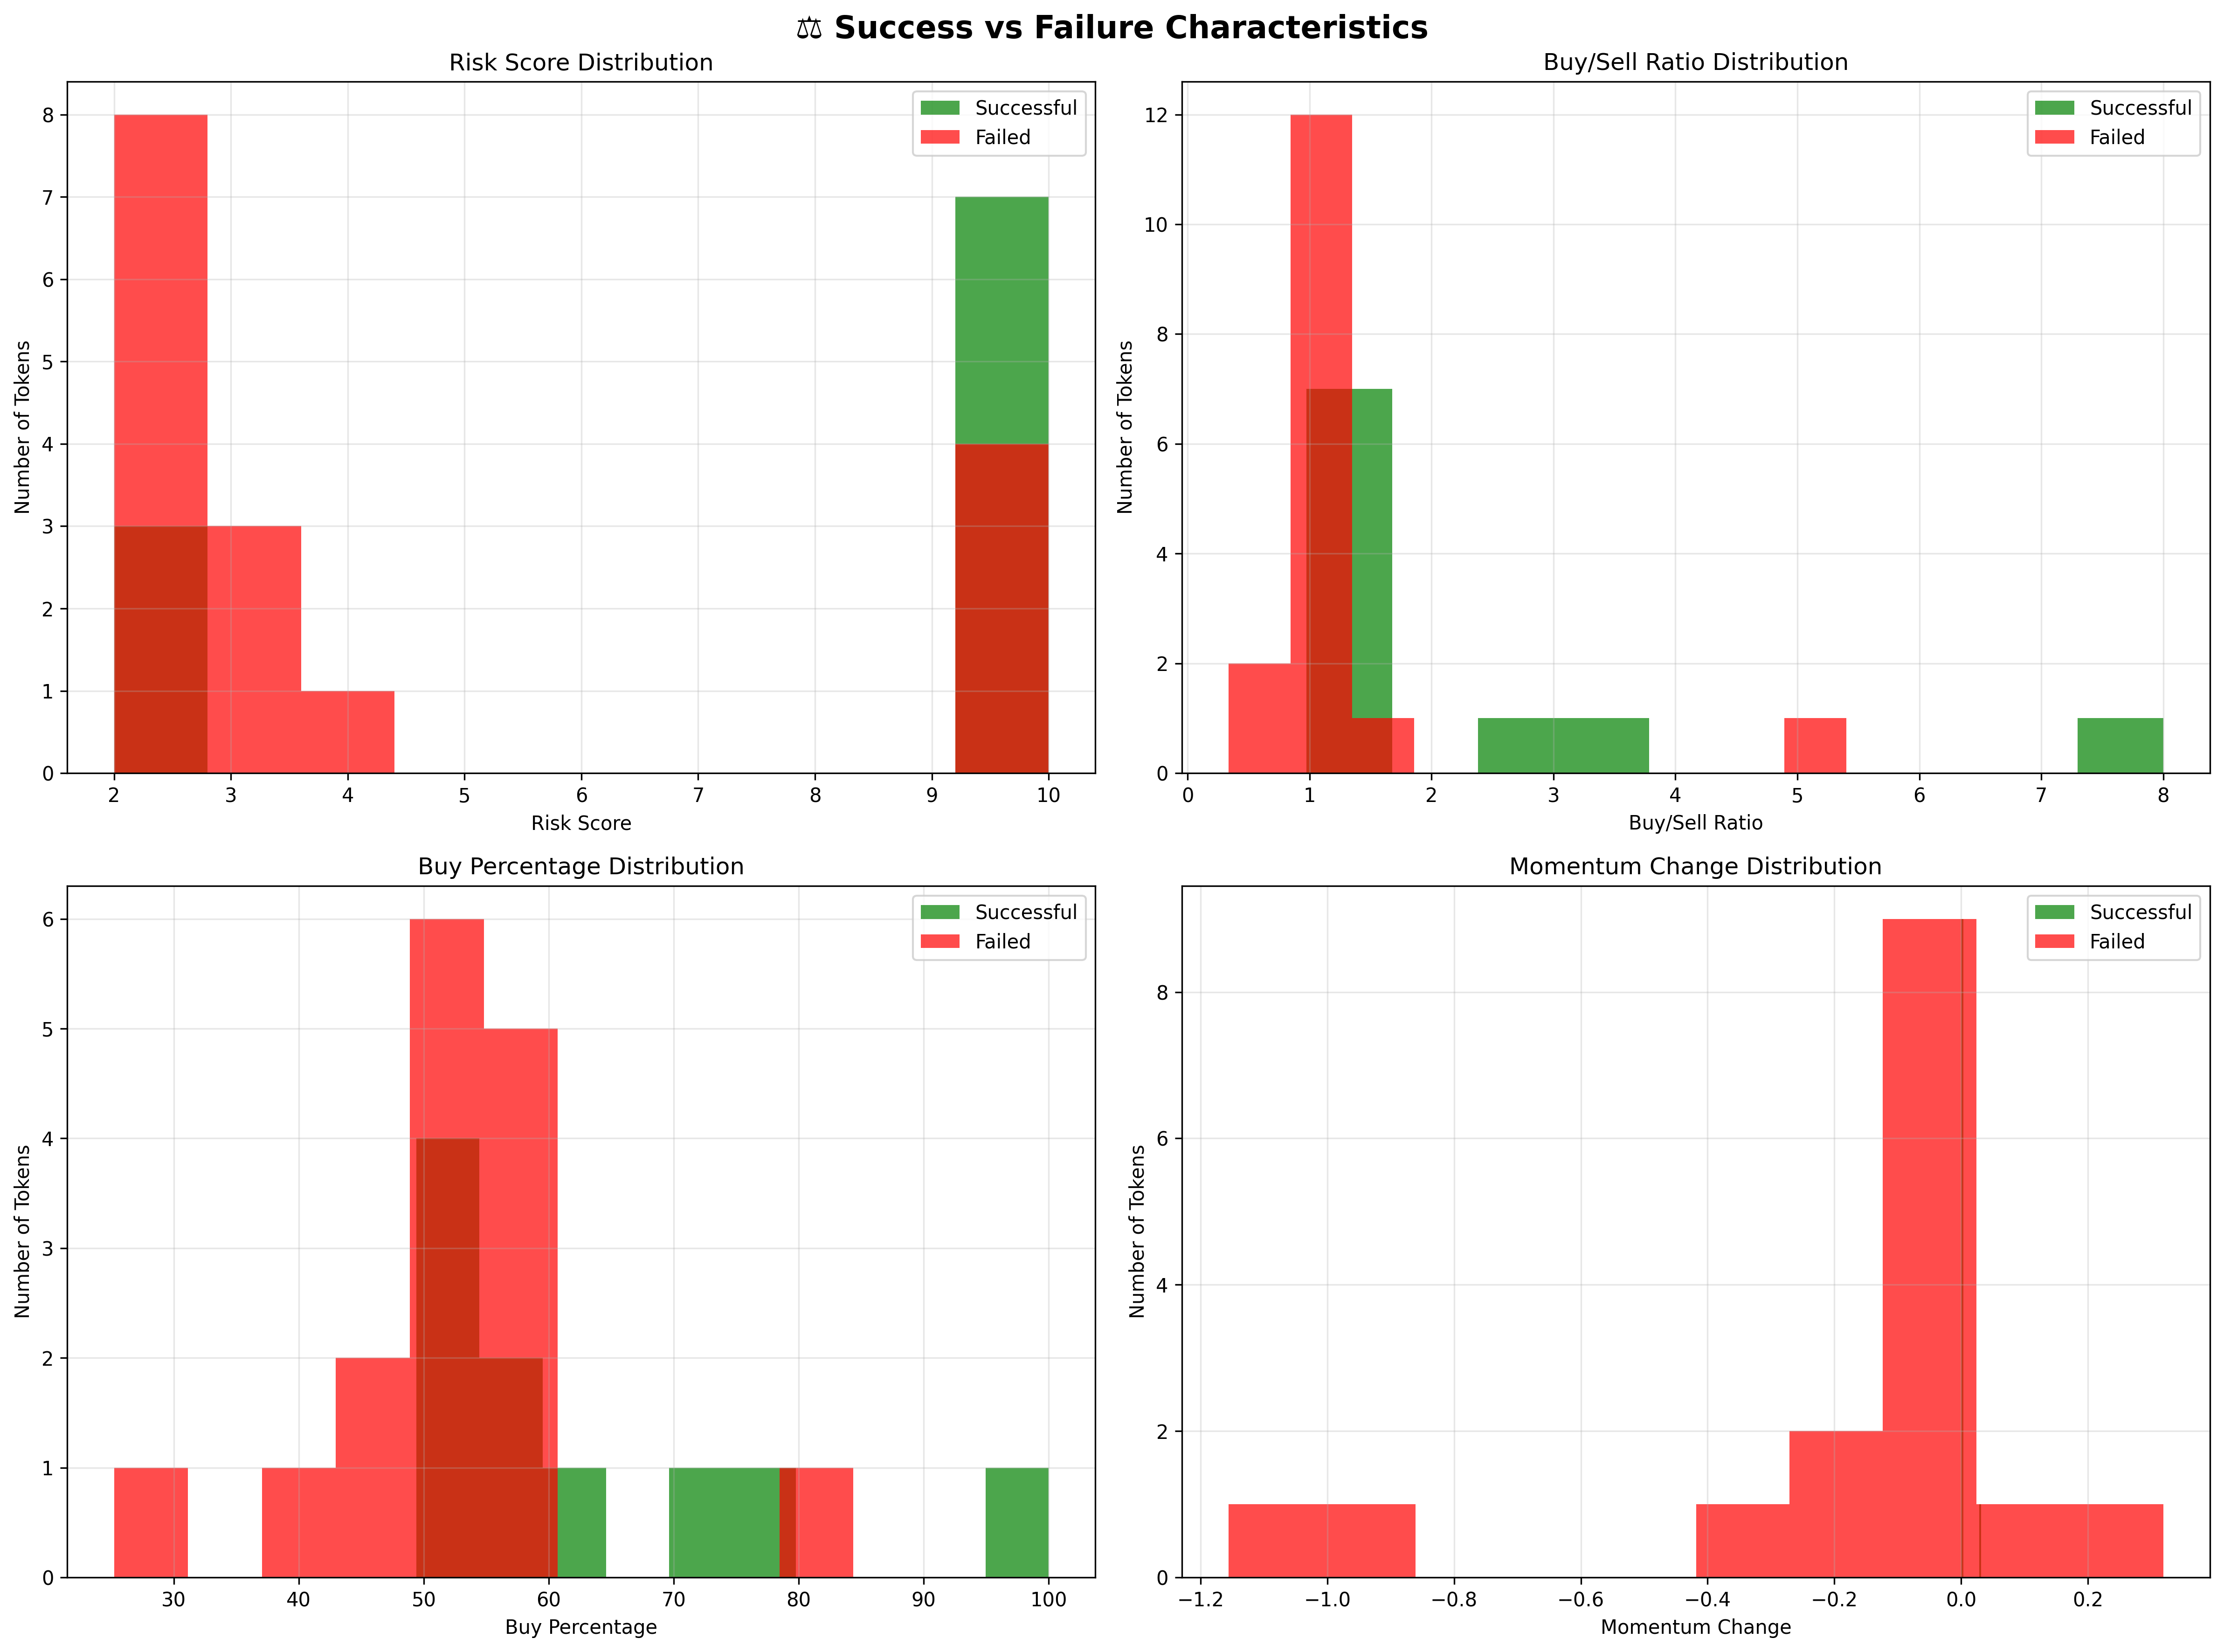 ⚖ Success vs Failure Characteristics
Risk Score Distribution
Number of Tokens
8
7
6
5
4
3
2
1
0
2 3 4 5 6 7 8 9 10
Risk Score
Successful
Failed
Buy/Sell Ratio Distribution
Number of Tokens
12
10
8
6
4
2
0
0 1 2 3 4 5 6 7 8
Buy/Sell Ratio
Successful
Failed
Buy Percentage Distribution
Number of Tokens
6
5
4
3
2
1
0
30 40 50 60 70 80 90 100
Buy Percentage
Successful
Failed
Momentum Change Distribution
Number of Tokens
8
6
4
2
0
−1.2 −1.0 −0.8 −0.6 −0.4 −0.2 0.0 0.2
Momentum Change
Successful
Failed